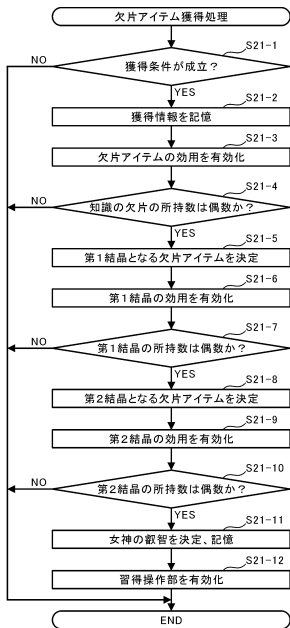 欠片アイテム獲得処理
S21-1
NO
獲得条件が成立？
YES
S21-2
獲得情報を記憶
S21-3
欠片アイテムの効用を有効化
S21-4
NO
知識の欠片の所持数は偶数か？
YES
S21-5
第１結晶となる欠片アイテムを決定
S21-6
第１結晶の効用を有効化
S21-7
NO
第１結晶の所持数は偶数か？
YES
S21-8
第２結晶となる欠片アイテムを決定
S21-9
第２結晶の効用を有効化
S21-10
NO
第２結晶の所持数は偶数か？
YES
S21-11
女神の叡智を決定、記憶
S21-12
習得操作部を有効化
END